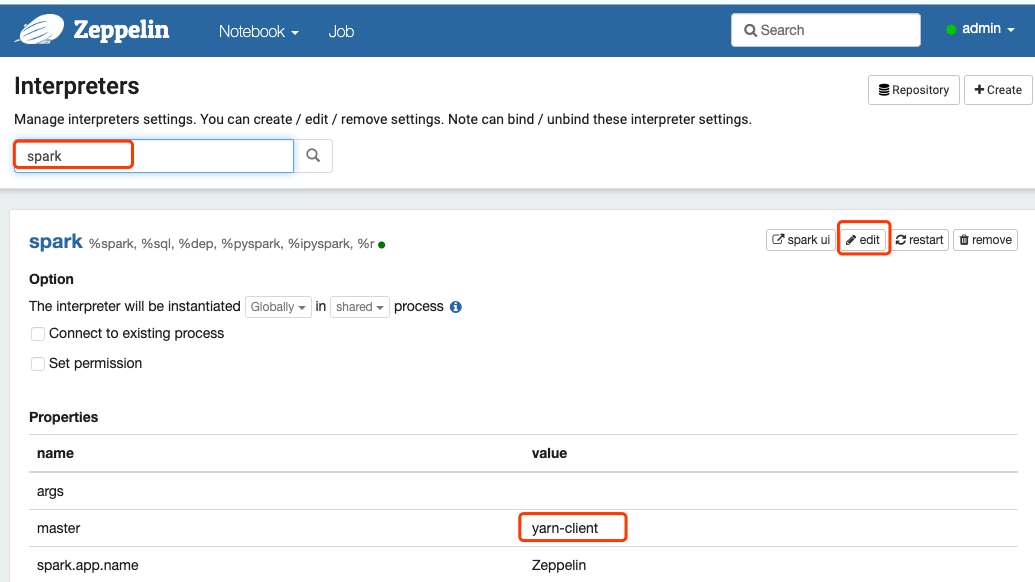 Zeppelin Notebook Job Search admin
Interpreters
Repository Create
Manage interpreters settings. You can create / edit / remove settings. Note can bind / unbind these interpreter settings.
spark
spark %spark, %sql, %dep, %pyspark, %ipyspark, %r spark ui edit restart remove
Option
The interpreter will be instantiated Globally in shared process
Connect to existing process
Set permission
Properties
name value
args
master yarn-client
spark.app.name Zeppelin